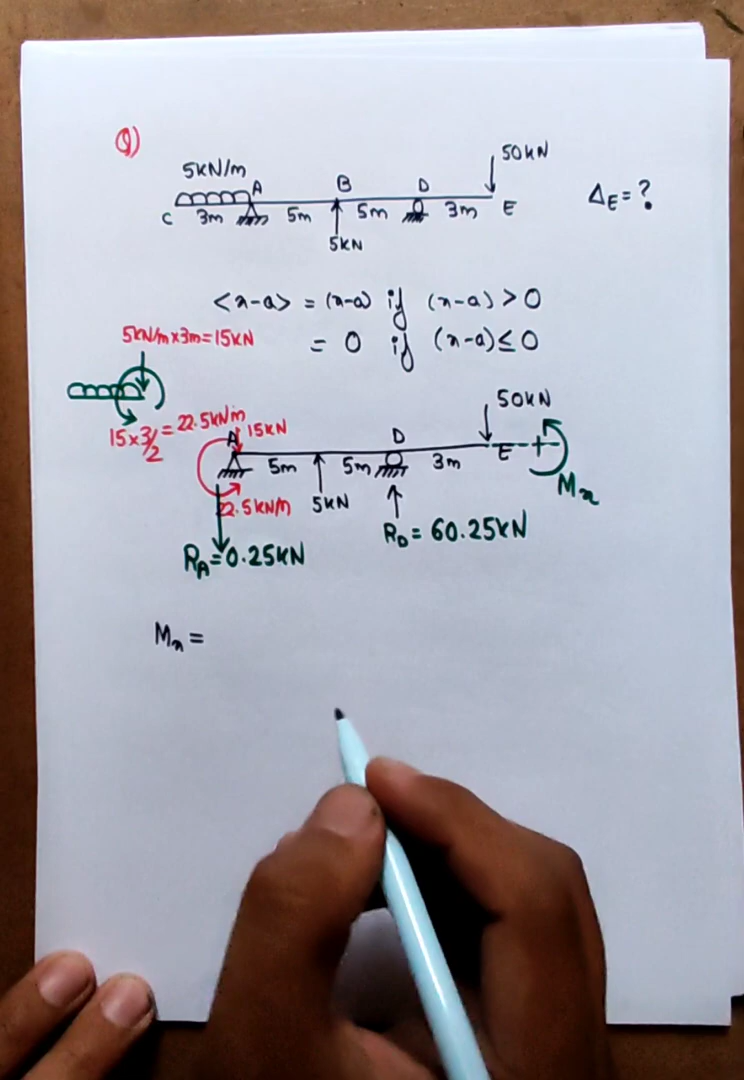 Q)
5kN/m A B D 50kN
C 3m 5m 5m 3m E ΔE = ?
5kN
<x-a> = (x-a) if (x-a) > 0
= 0 if (x-a) ≤ 0
5kN/m×3m=15kN
15×3/2 = 22.5kNm
A 15kN D 50kN
5m 5m 3m E
22.5kN/m 5kN Mx
RA=0.25kN RD = 60.25kN
Mx =